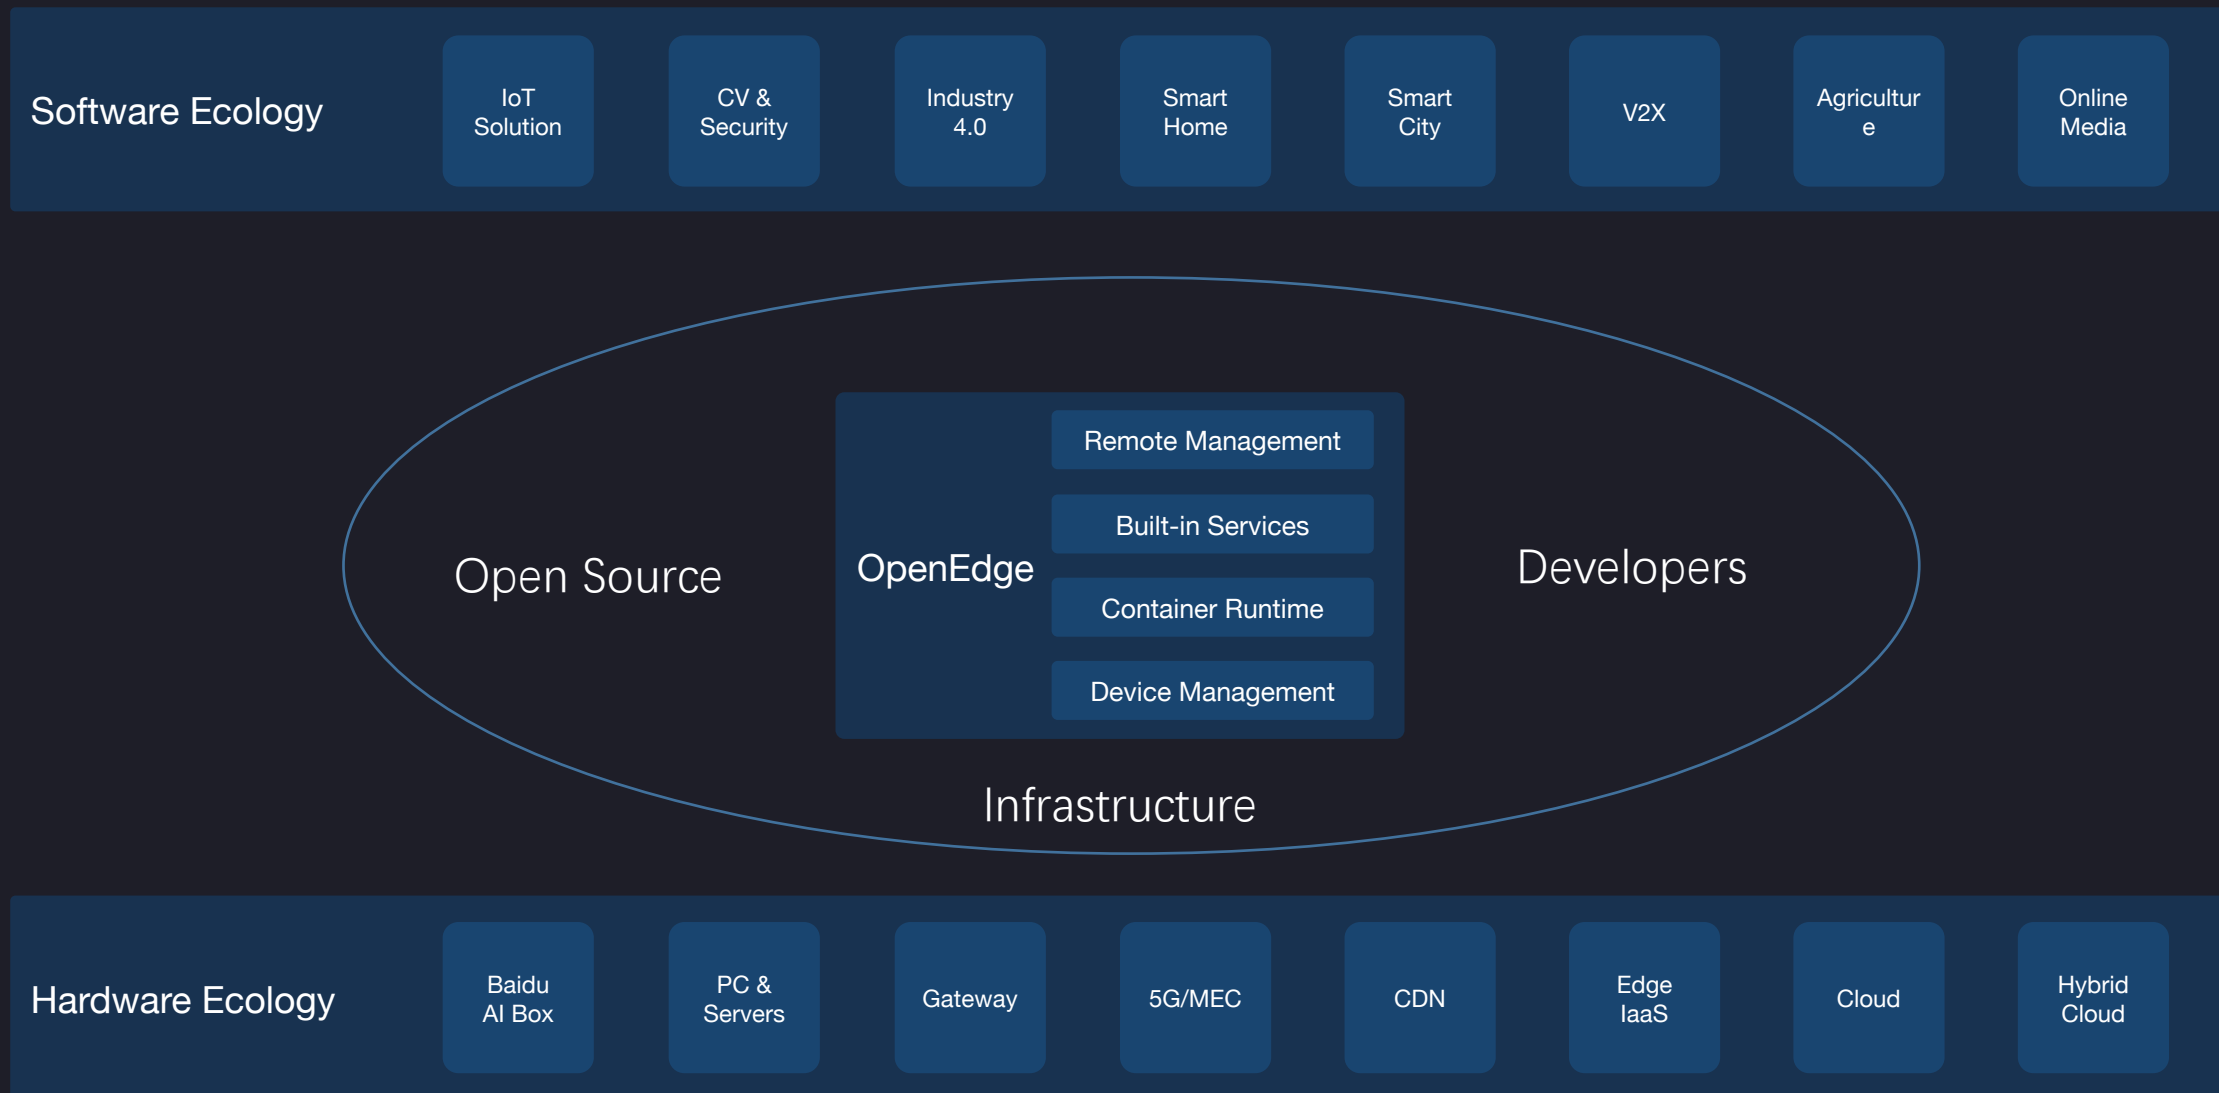 Software Ecology
IoT
Solution
CV &
Security
Industry
4.0
Smart
Home
Smart
City
V2X
Agricultur
e
Online
Media
Open Source
OpenEdge
Remote Management
Built-in Services
Container Runtime
Device Management
Developers
Infrastructure
Hardware Ecology
Baidu
AI Box
PC &
Servers
Gateway
5G/MEC
CDN
Edge
IaaS
Cloud
Hybrid
Cloud